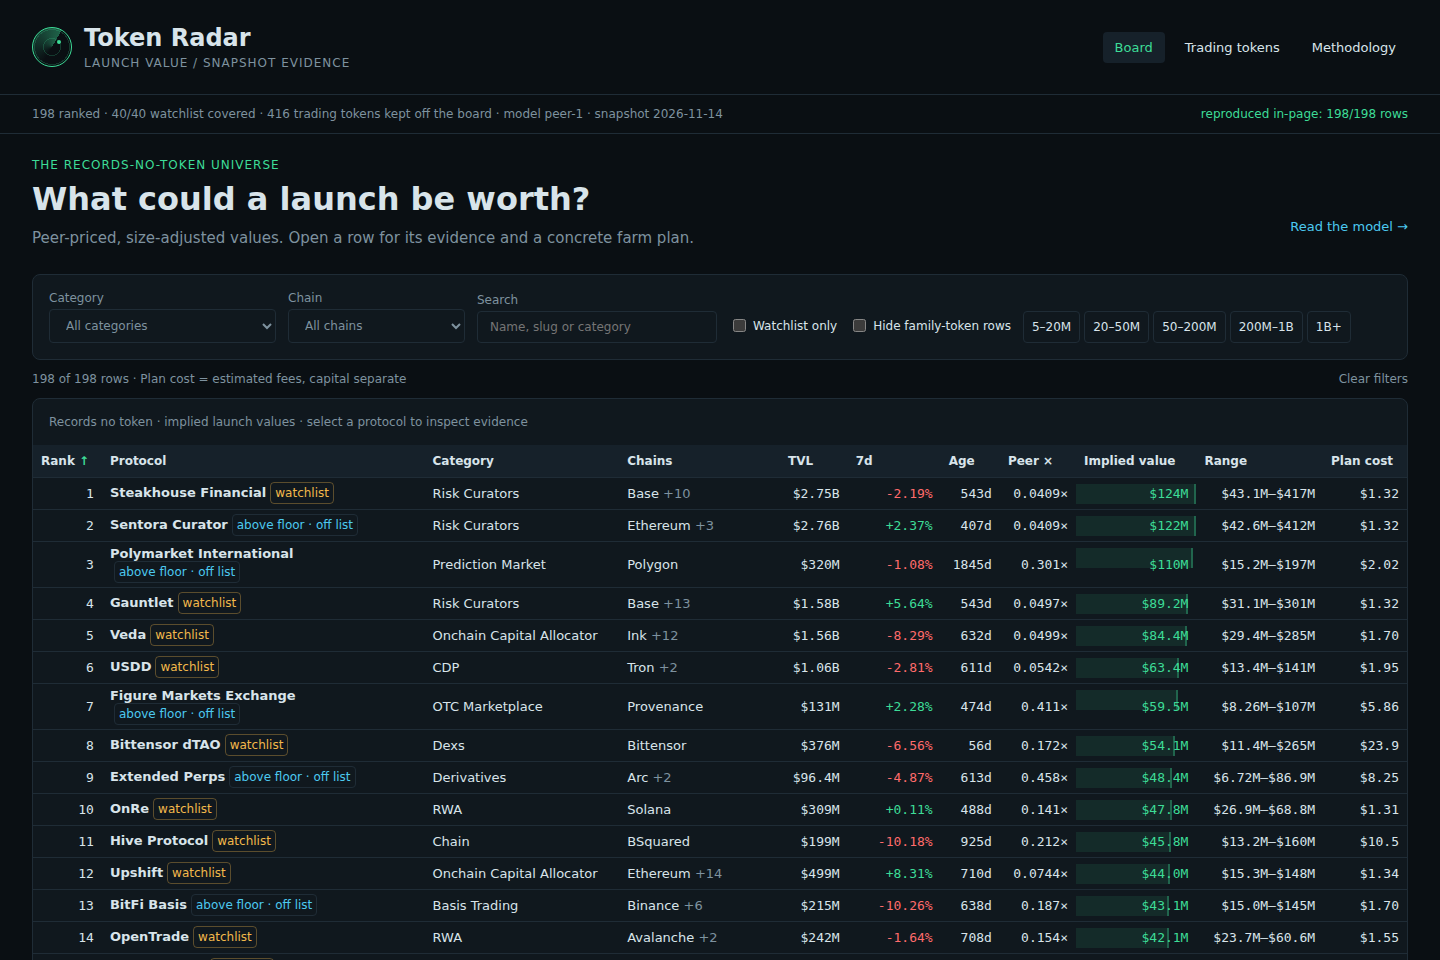 Token Radar
LAUNCH VALUE / SNAPSHOT EVIDENCE
Board Trading tokens Methodology
198 ranked · 40/40 watchlist covered · 416 trading tokens kept off the board · model peer-1 · snapshot 2026-11-14
reproduced in-page: 198/198 rows
THE RECORDS-NO-TOKEN UNIVERSE
What could a launch be worth?
Peer-priced, size-adjusted values. Open a row for its evidence and a concrete farm plan.
Read the model →
Category Chain Search
All categories All chains Name, slug or category Watchlist only Hide family-token rows 5–20M 20–50M 50–200M 200M–1B 1B+
198 of 198 rows · Plan cost = estimated fees, capital separate
Clear filters
Records no token · implied launch values · select a protocol to inspect evidence
Rank ↑ Protocol Category Chains TVL 7d Age Peer × Implied value Range Plan cost
1 Steakhouse Financial watchlist Risk Curators Base +10 $2.75B -2.19% 543d 0.0409× $124M $43.1M–$417M $1.32
2 Sentora Curator above floor · off list Risk Curators Ethereum +3 $2.76B +2.37% 407d 0.0409× $122M $42.6M–$412M $1.32
3 Polymarket International above floor · off list Prediction Market Polygon $320M -1.08% 1845d 0.301× $110M $15.2M–$197M $2.02
4 Gauntlet watchlist Risk Curators Base +13 $1.58B +5.64% 543d 0.0497× $89.2M $31.1M–$301M $1.32
5 Veda watchlist Onchain Capital Allocator Ink +12 $1.56B -8.29% 632d 0.0499× $84.4M $29.4M–$285M $1.70
6 USDD watchlist CDP Tron +2 $1.06B -2.81% 611d 0.0542× $63.4M $13.4M–$141M $1.95
7 Figure Markets Exchange above floor · off list OTC Marketplace Provenance $131M +2.28% 474d 0.411× $59.5M $8.26M–$107M $5.86
8 Bittensor dTAO watchlist Dexs Bittensor $376M -6.56% 56d 0.172× $54.1M $11.4M–$265M $23.9
9 Extended Perps above floor · off list Derivatives Arc +2 $96.4M -4.87% 613d 0.458× $48.4M $6.72M–$86.9M $8.25
10 OnRe watchlist RWA Solana $309M +0.11% 488d 0.141× $47.8M $26.9M–$68.8M $1.31
11 Hive Protocol watchlist Chain BSquared $199M -10.18% 925d 0.212× $45.8M $13.2M–$160M $10.5
12 Upshift watchlist Onchain Capital Allocator Ethereum +14 $499M +8.31% 710d 0.0744× $44.0M $15.3M–$148M $1.34
13 BitFi Basis above floor · off list Basis Trading Binance +6 $215M -10.26% 638d 0.187× $43.1M $15.0M–$145M $1.70
14 OpenTrade watchlist RWA Avalanche +2 $242M -1.64% 708d 0.154× $42.1M $23.7M–$60.6M $1.55